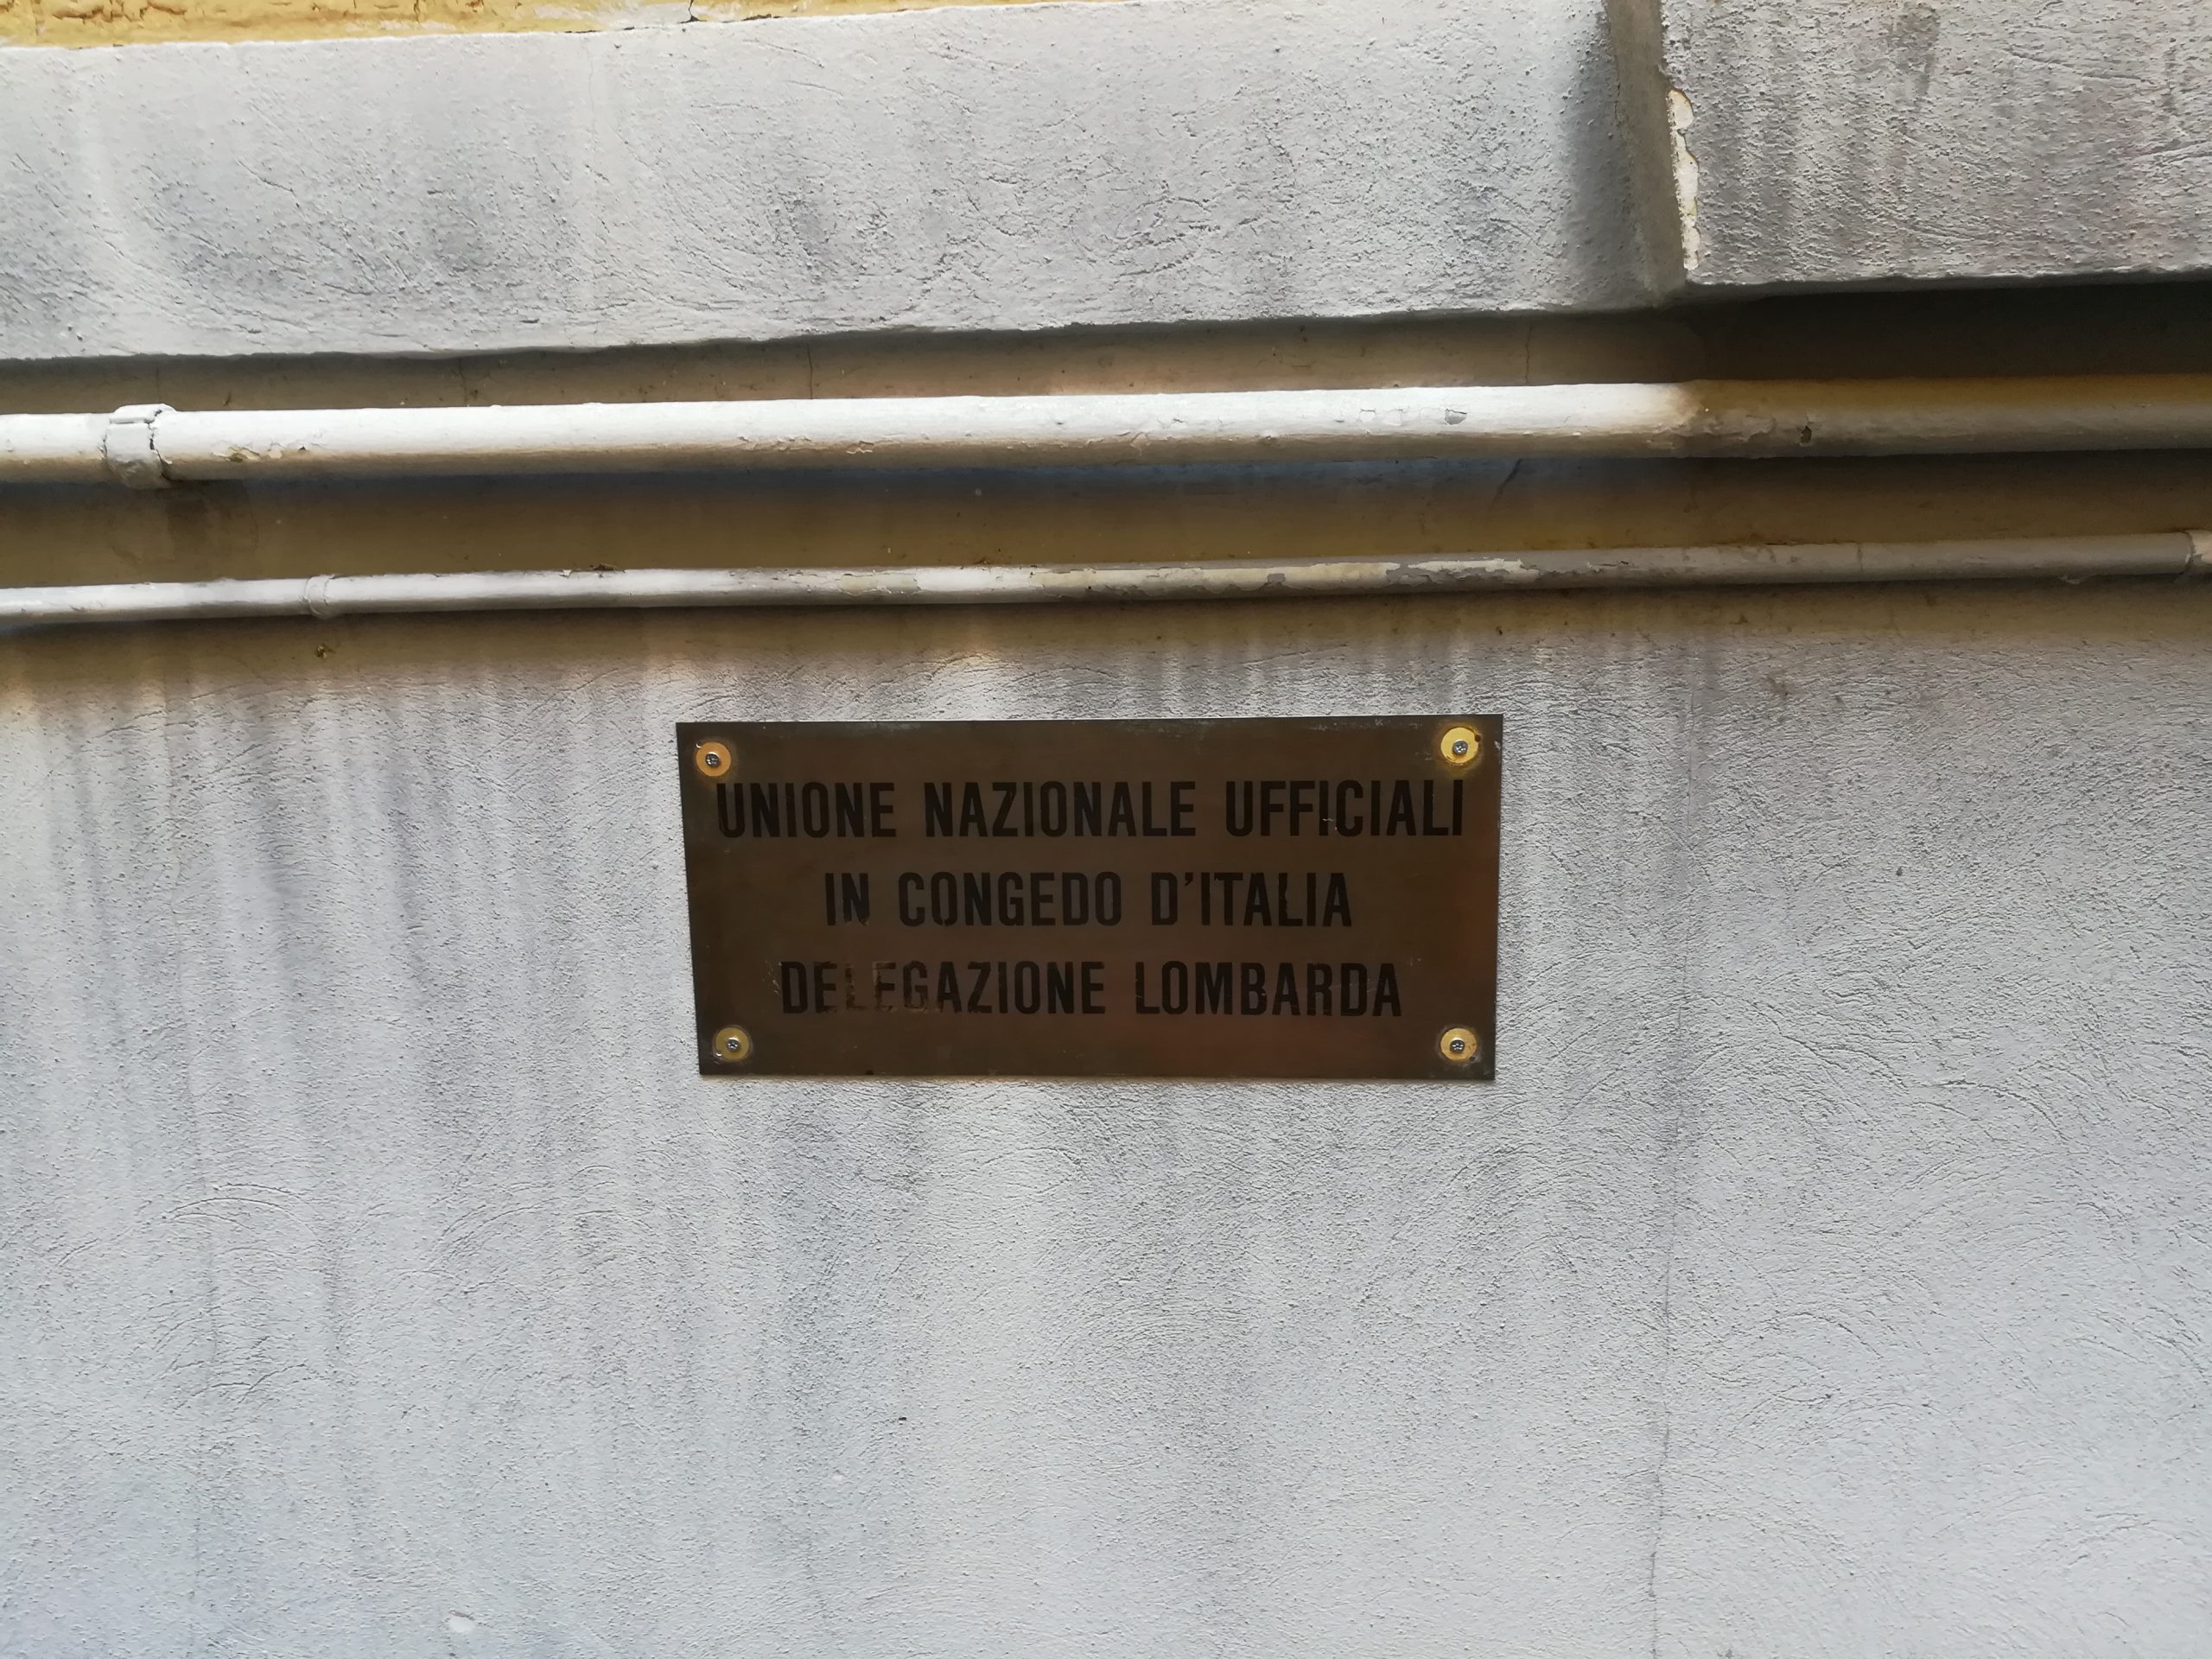 UNIONE NAZIONALE UFFICIALI
IN CONGEDO D'ITALIA
DELEGAZIONE LOMBARDA